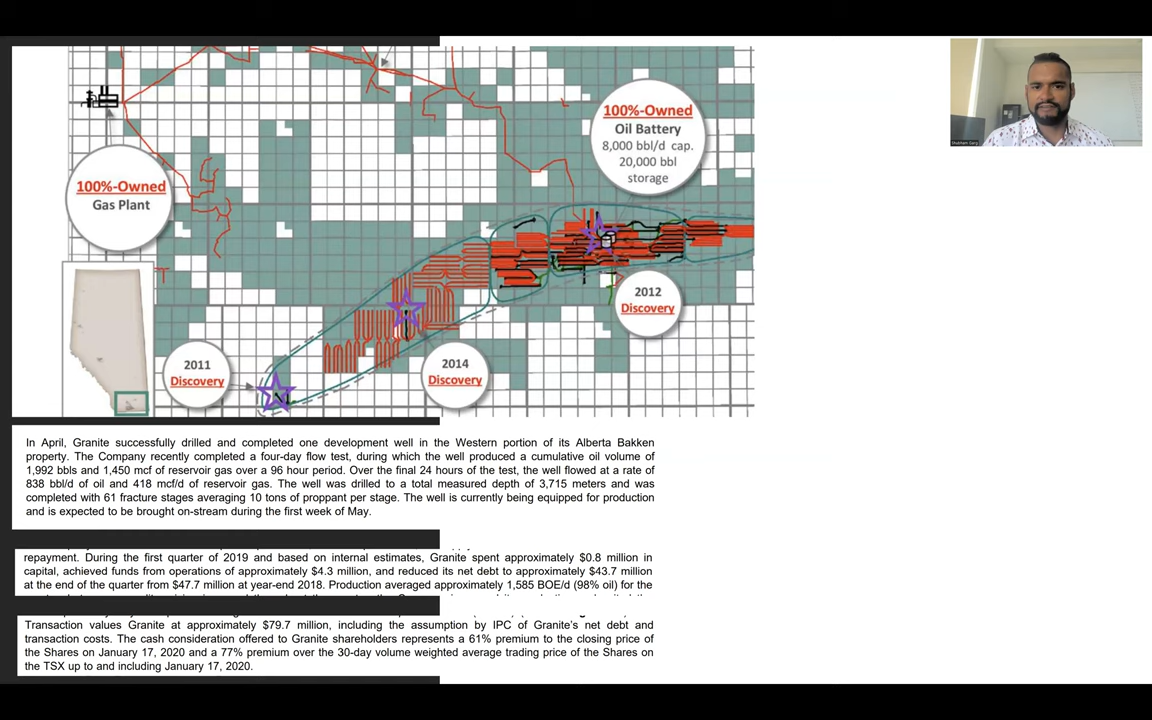 100%-Owned
Oil Battery
8,000 bbl/d cap.
20,000 bbl
storage
100%-Owned
Gas Plant
2012
Discovery
2011
Discovery
2014
Discovery
In April, Granite successfully drilled and completed one development well in the Western portion of its Alberta Bakken
property. The Company recently completed a four-day flow test, during which the well produced a cumulative oil volume of
1,992 bbls and 1,450 mcf of reservoir gas over a 96 hour period. Over the final 24 hours of the test, the well flowed at a rate of
838 bbl/d of oil and 418 mcf/d of reservoir gas. The well was drilled to a total measured depth of 3,715 meters and was
completed with 61 fracture stages averaging 10 tons of proppant per stage. The well is currently being equipped for production
and is expected to be brought on-stream during the first week of May.
repayment. During the first quarter of 2019 and based on internal estimates, Granite spent approximately $0.8 million in
capital, achieved funds from operations of approximately $4.3 million, and reduced its net debt to approximately $43.7 million
at the end of the quarter from $47.7 million at year-end 2018. Production averaged approximately 1,585 BOE/d (98% oil) for the
Transaction values Granite at approximately $79.7 million, including the assumption by IPC of Granite's net debt and
transaction costs. The cash consideration offered to Granite shareholders represents a 61% premium to the closing price of
the Shares on January 17, 2020 and a 77% premium over the 30-day volume weighted average trading price of the Shares on
the TSX up to and including January 17, 2020.